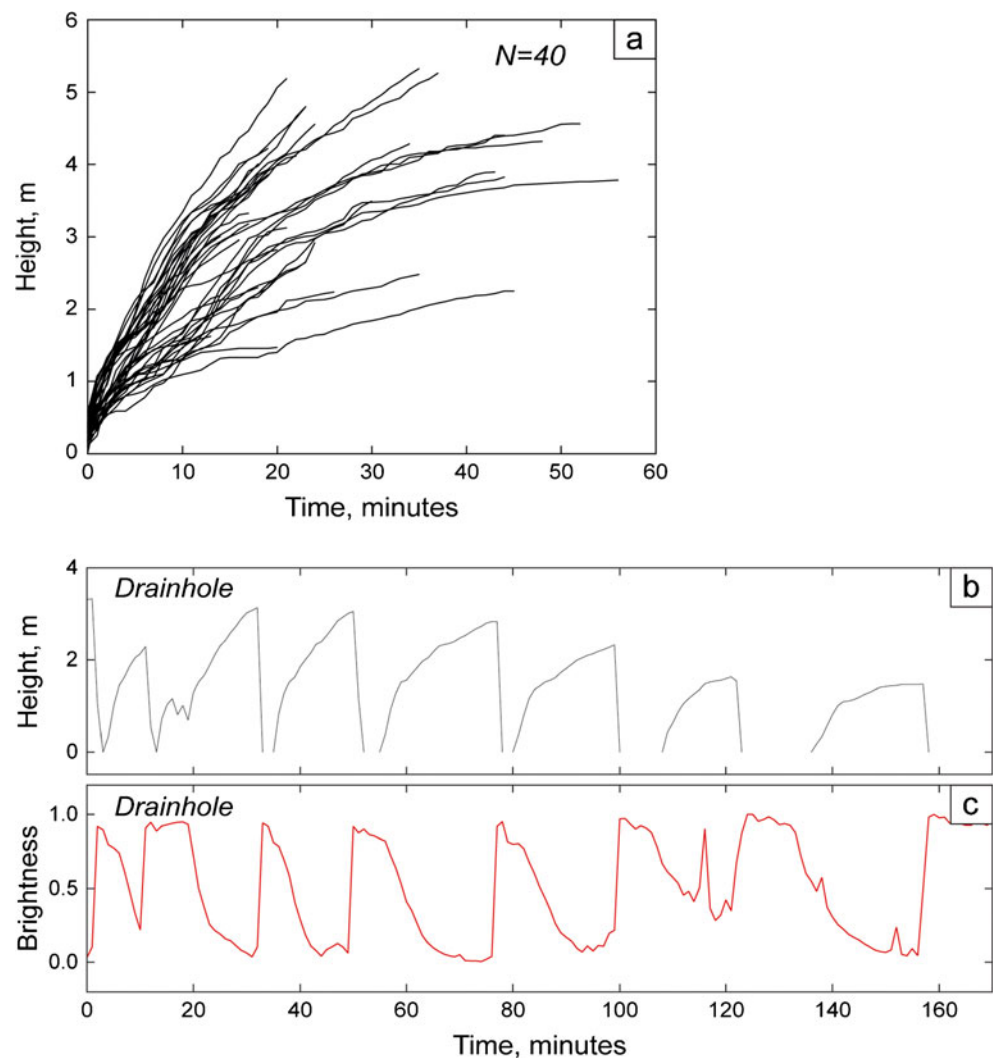 a
N=40
6
5
4
3
2
1
0
Height, m
0 10 20 30 40 50 60
Time, minutes
b
Drainhole
4
2
0
Height, m
c
Drainhole
1.0
0.5
0.0
Brightness
0 20 40 60 80 100 120 140 160
Time, minutes